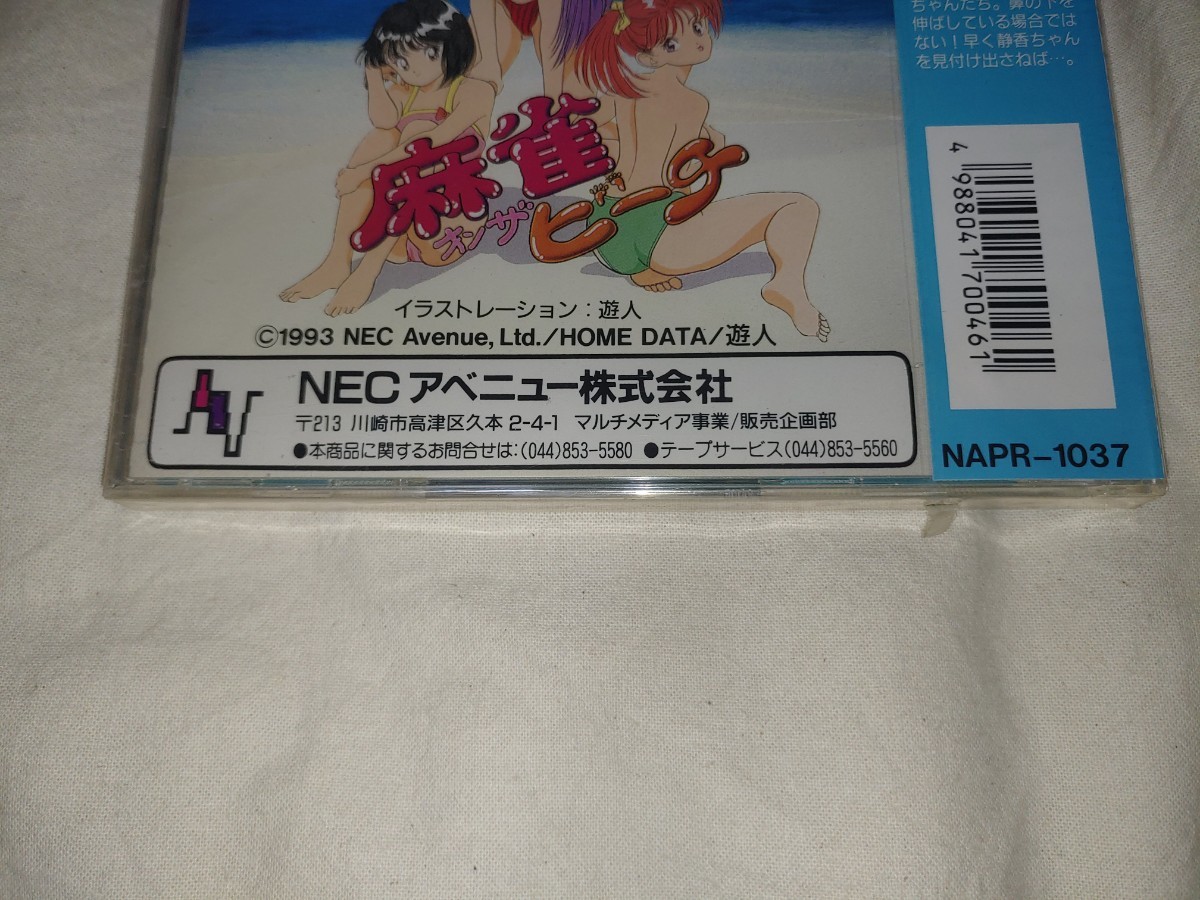 ちゃんたち。鼻の下を
伸ばしている場合では
ない！早く静香ちゃん
を見付け出さねば…。
麻雀
オンザ
ビーチ
イラストレーション：遊人
©1993 NEC Avenue, Ltd./HOME DATA/遊人
NECアベニュー株式会社
〒213 川崎市高津区久本2-4-1 マルチメディア事業/販売企画部
●本商品に関するお問合せは：(044)853-5580 ●テープサービス(044)853-5560
4 988041 700461
NAPR-1037